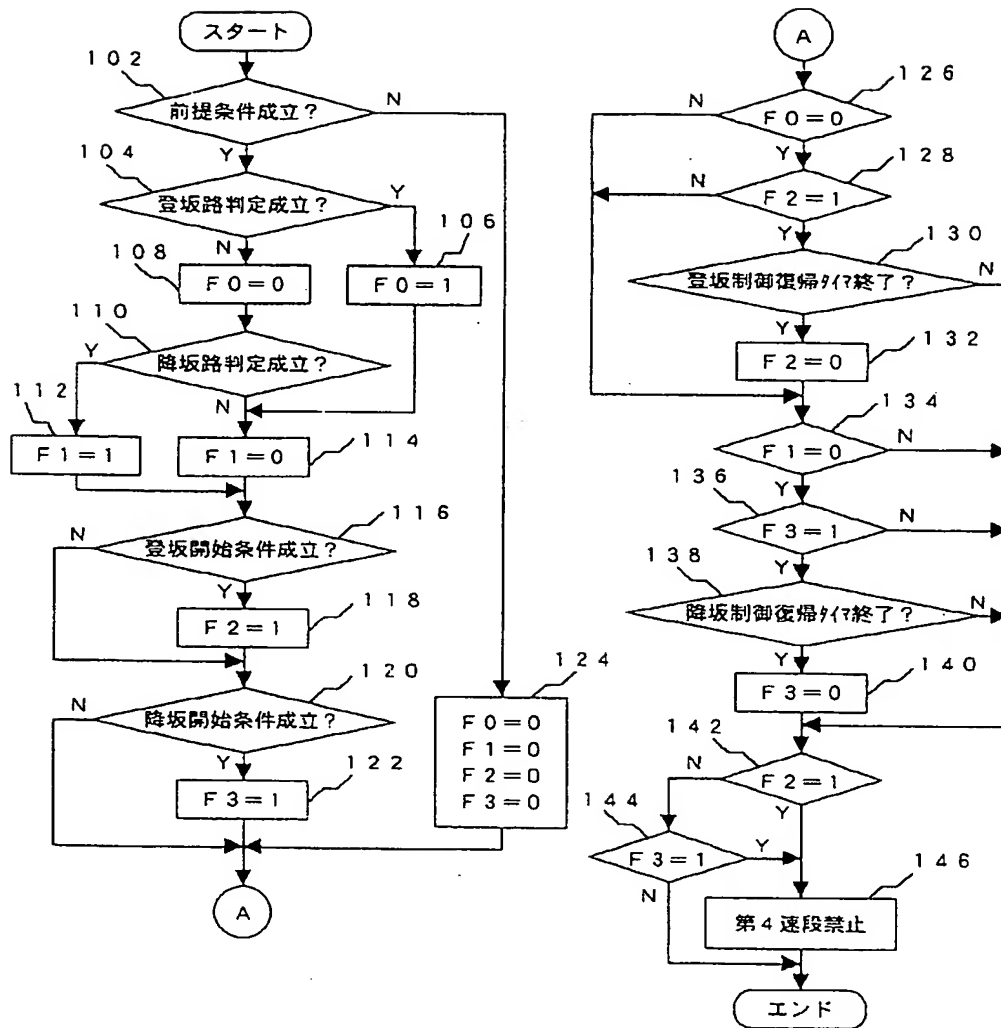 スタート
102
前提条件成立?
N
Y
104
登坂路判定成立?
Y
N
106
F0=1
108
F0=0
110
降坂路判定成立?
Y
N
112
F1=1
114
F1=0
116
登坂開始条件成立?
N
Y
118
F2=1
120
降坂開始条件成立?
N
Y
122
F3=1
124
F0=0
F1=0
F2=0
F3=0
A
A
126
F0=0
N
Y
128
F2=1
N
Y
130
登坂制御復帰タイマ終了?
N
Y
132
F2=0
134
F1=0
N
Y
136
F3=1
N
Y
138
降坂制御復帰タイマ終了?
N
Y
140
F3=0
142
F2=1
N
Y
144
F3=1
Y
N
146
第4速段禁止
エンド